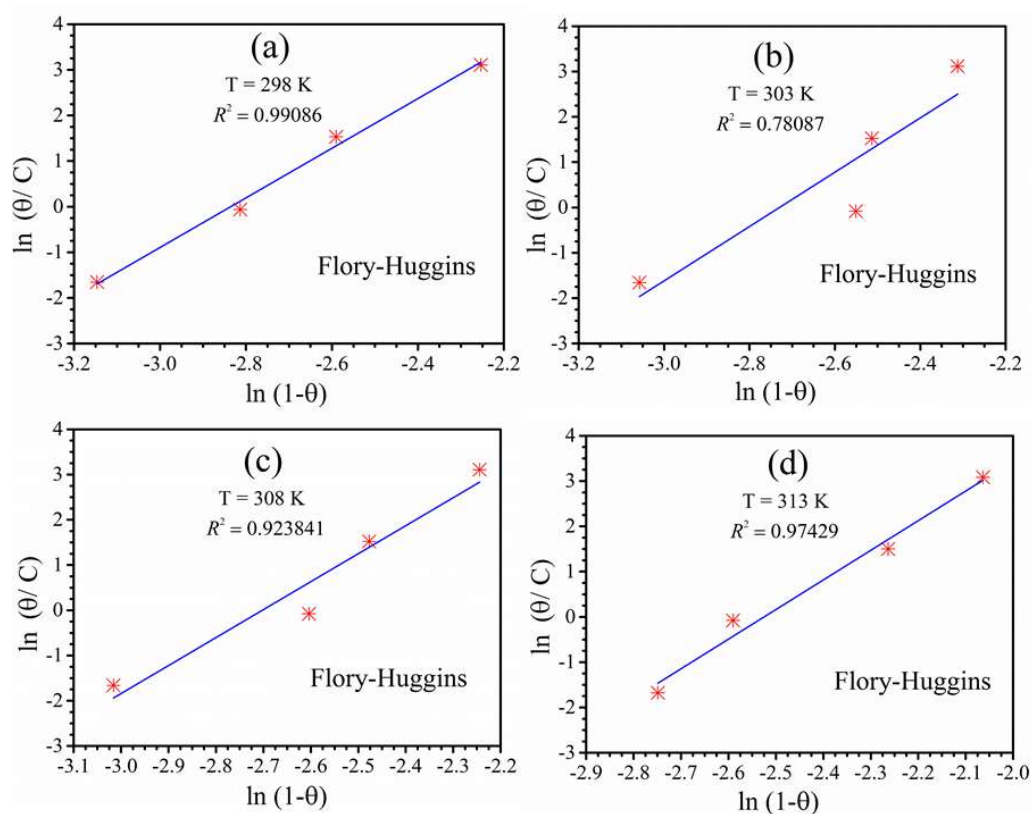 (a)
T = 298 K
R² = 0.99086
Flory-Huggins
ln (θ/ C)
4
3
2
1
0
-1
-2
-3
-3.2 -3.0 -2.8 -2.6 -2.4 -2.2
ln (1-θ)
(b)
T = 303 K
R² = 0.78087
Flory-Huggins
ln (θ/ C)
4
3
2
1
0
-1
-2
-3
-3.2 -3.0 -2.8 -2.6 -2.4 -2.2
ln (1-θ)
(c)
T = 308 K
R² = 0.923841
Flory-Huggins
ln (θ/ C)
4
3
2
1
0
-1
-2
-3
-3.1 -3.0 -2.9 -2.8 -2.7 -2.6 -2.5 -2.4 -2.3 -2.2
ln (1-θ)
(d)
T = 313 K
R² = 0.97429
Flory-Huggins
ln (θ/ C)
4
3
2
1
0
-1
-2
-3
-2.9 -2.8 -2.7 -2.6 -2.5 -2.4 -2.3 -2.2 -2.1 -2.0
ln (1-θ)